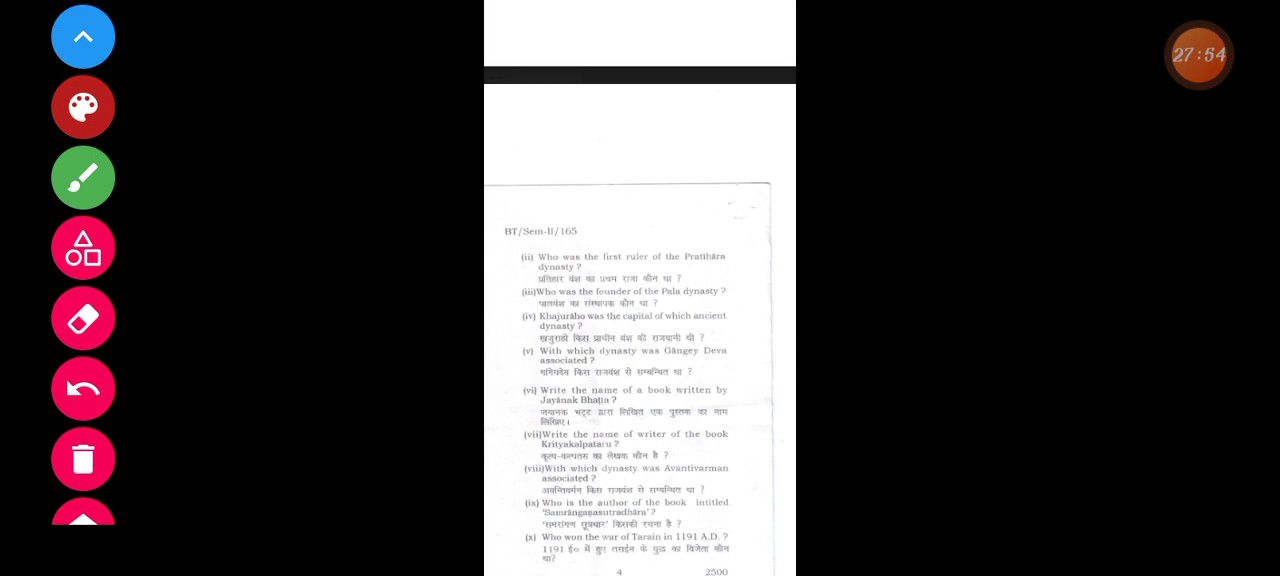 27:54
BT/Sem-II/165
(ii) Who was the first ruler of the Pratihāra
dynasty ?
प्रतिहार वंश का प्रथम राजा कौन था ?
(iii)Who was the founder of the Pala dynasty ?
पालवंश का संस्थापक कौन था ?
(iv) Khajurāho was the capital of which ancient
dynasty ?
खजुराहो किस प्राचीन वंश की राजधानी थी ?
(v) With which dynasty was Gāngey Deva
associated ?
गांगेयदेव किस राजवंश से सम्बन्धित था ?
(vi) Write the name of a book written by
Jayānak Bhaṭṭa ?
जयानक भट्ट द्वारा लिखित एक पुस्तक का नाम
लिखिए।
(vii)Write the name of writer of the book
Krityakalpataru ?
कृत्य-कल्पतरु का लेखक कौन है ?
(viii)With which dynasty was Avantivarman
associated ?
अवन्तिवर्मन किस राजवंश से सम्बन्धित था ?
(ix) Who is the author of the book intitled
'Samrāngaṇasutradhāra'?
'समरांगण सूत्रधार' किसकी रचना है ?
(x) Who won the war of Tarain in 1191 A.D. ?
1191 ई० में हुए तराईन के युद्ध का विजेता कौन
था?
4 2500